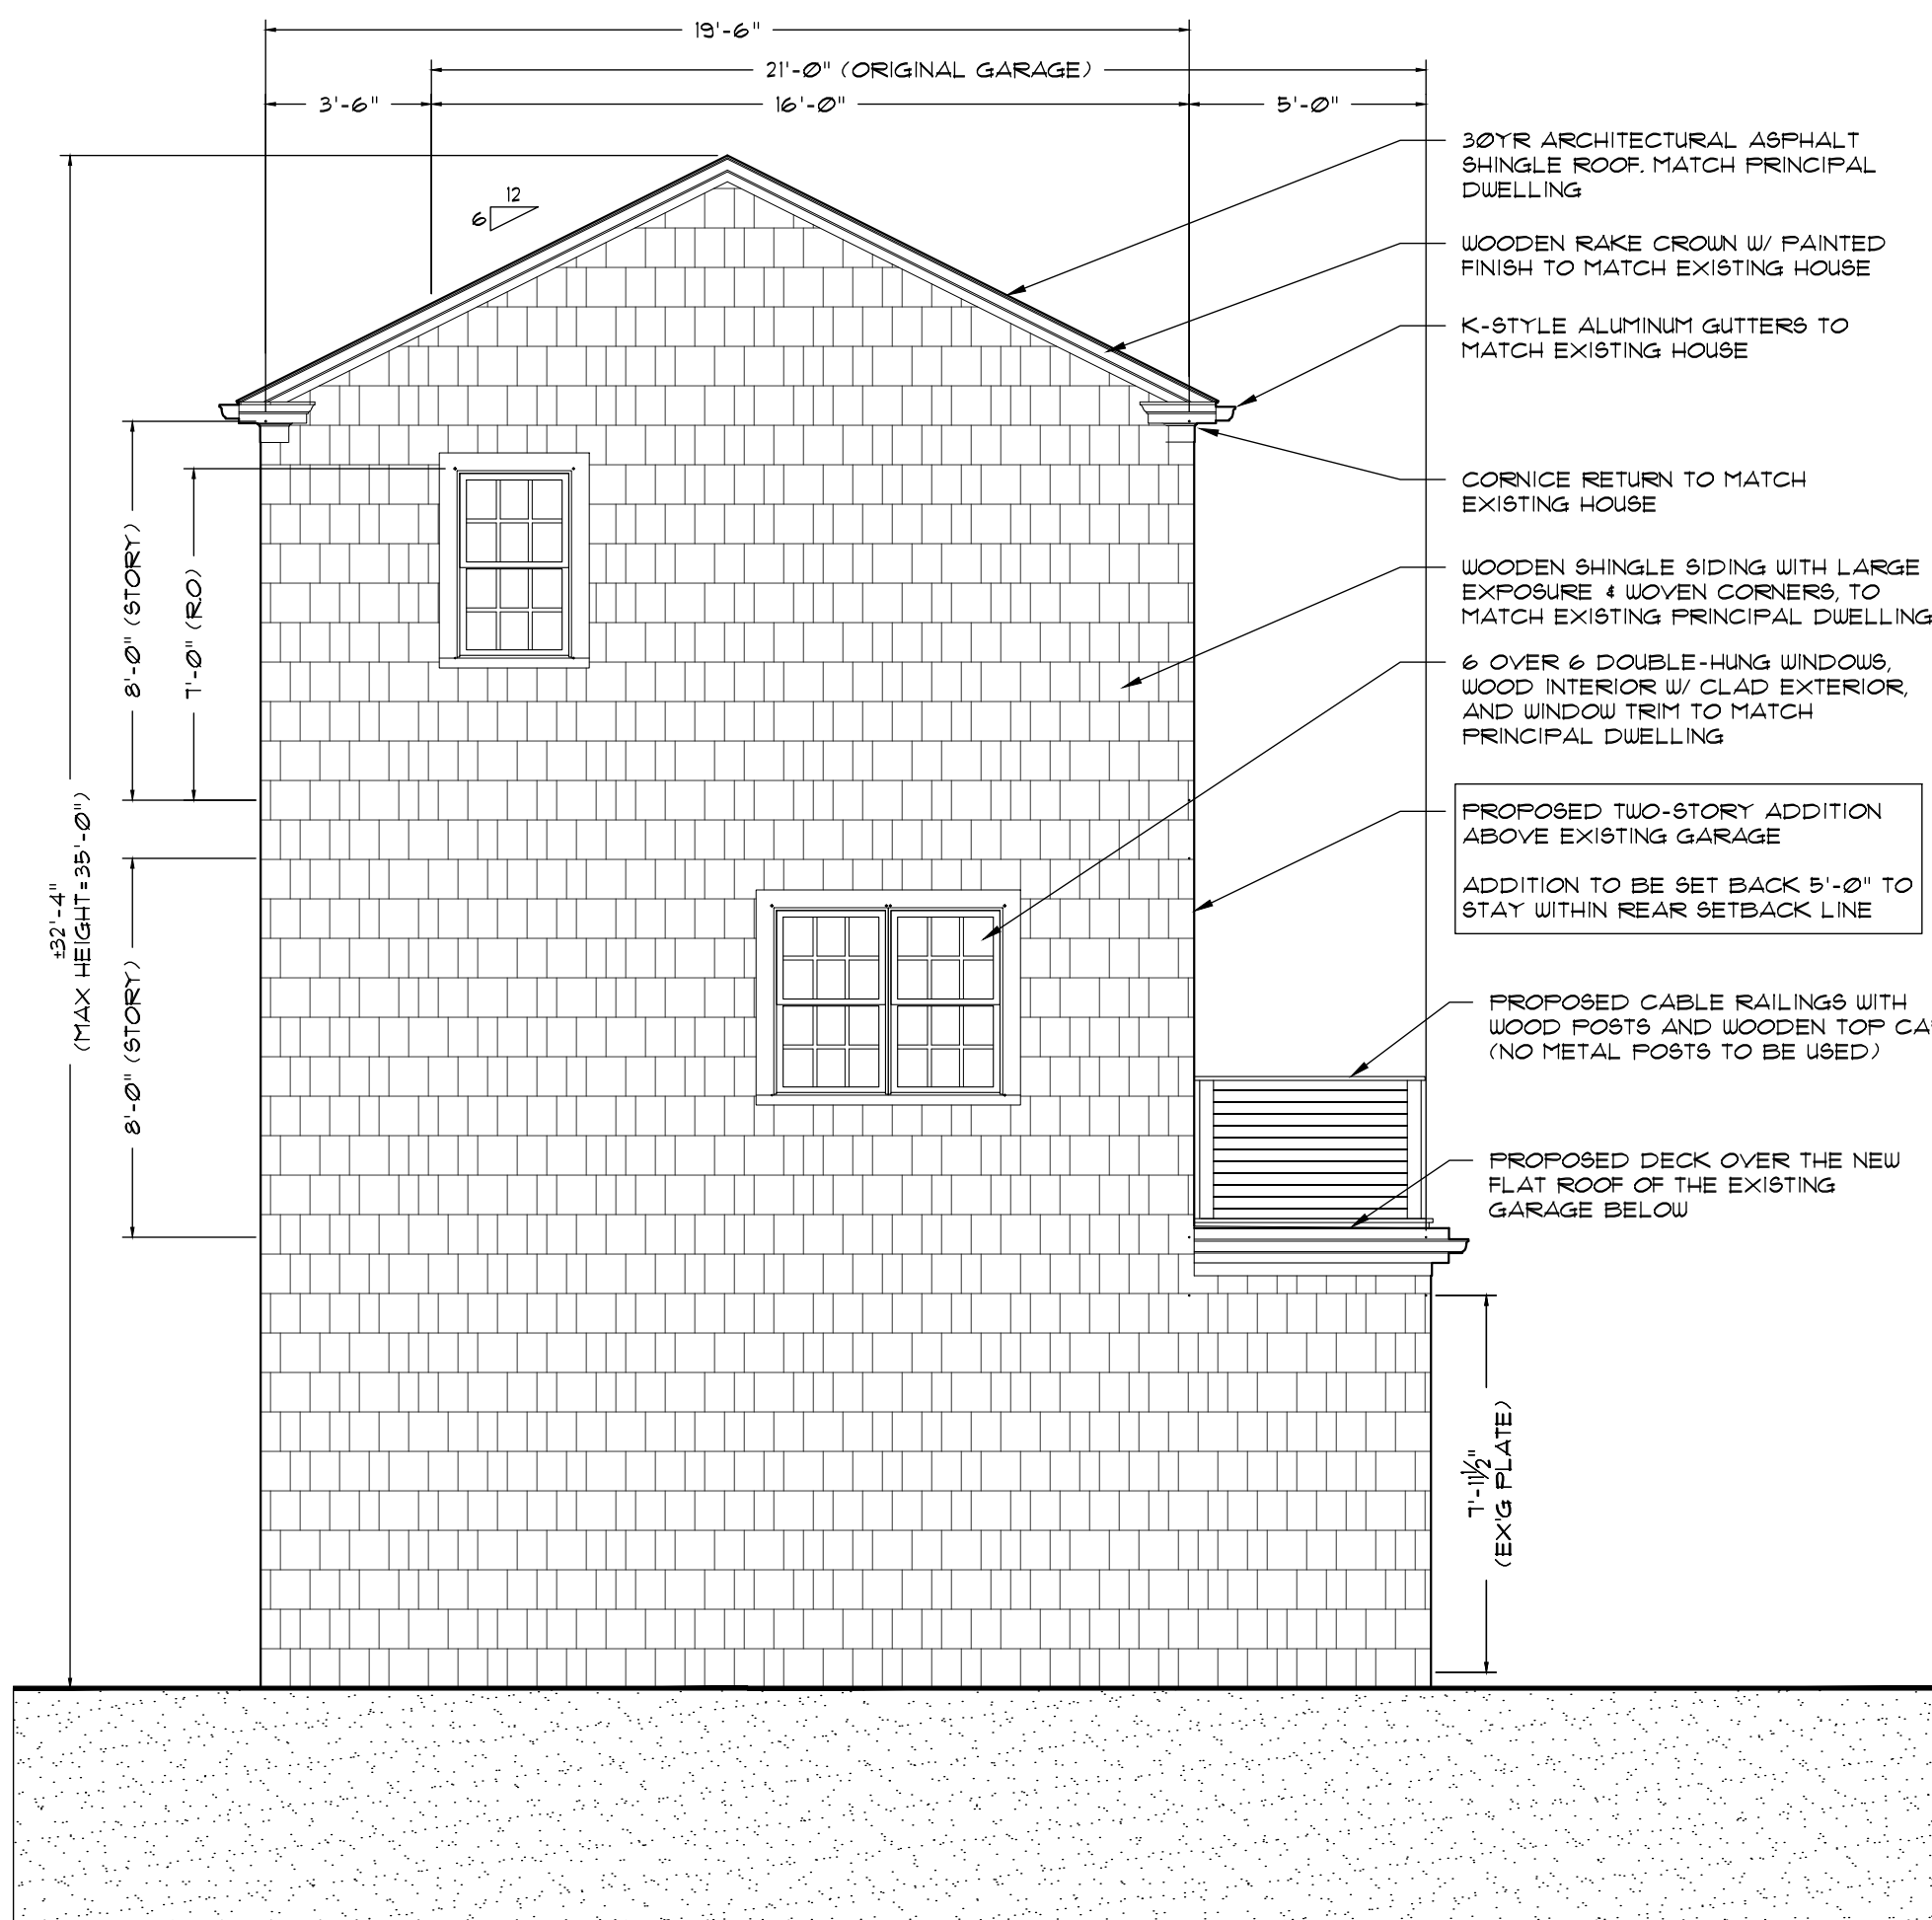 19'-6"
21'-0" (ORIGINAL GARAGE)
3'-6"
16'-0"
5'-0"
12
6
30YR ARCHITECTURAL ASPHALT
SHINGLE ROOF. MATCH PRINCIPAL
DWELLING
WOODEN RAKE CROWN W/ PAINTED
FINISH TO MATCH EXISTING HOUSE
K-STYLE ALUMINUM GUTTERS TO
MATCH EXISTING HOUSE
CORNICE RETURN TO MATCH
EXISTING HOUSE
WOODEN SHINGLE SIDING WITH LARGE
EXPOSURE & WOVEN CORNERS, TO
MATCH EXISTING PRINCIPAL DWELLING
6 OVER 6 DOUBLE-HUNG WINDOWS,
WOOD INTERIOR W/ CLAD EXTERIOR,
AND WINDOW TRIM TO MATCH
PRINCIPAL DWELLING
PROPOSED TWO-STORY ADDITION
ABOVE EXISTING GARAGE
ADDITION TO BE SET BACK 5'-0" TO
STAY WITHIN REAR SETBACK LINE
PROPOSED CABLE RAILINGS WITH
WOOD POSTS AND WOODEN TOP
(NO METAL POSTS TO BE USED)
PROPOSED DECK OVER THE NEW
FLAT ROOF OF THE EXISTING
GARAGE BELOW
8'-0" (STORY)
7'-0" (R.O)
±32'-4"
(MAX HEIGHT=35'-0")
8'-0" (STORY)
7'-11½"
(EX'G PLATE)